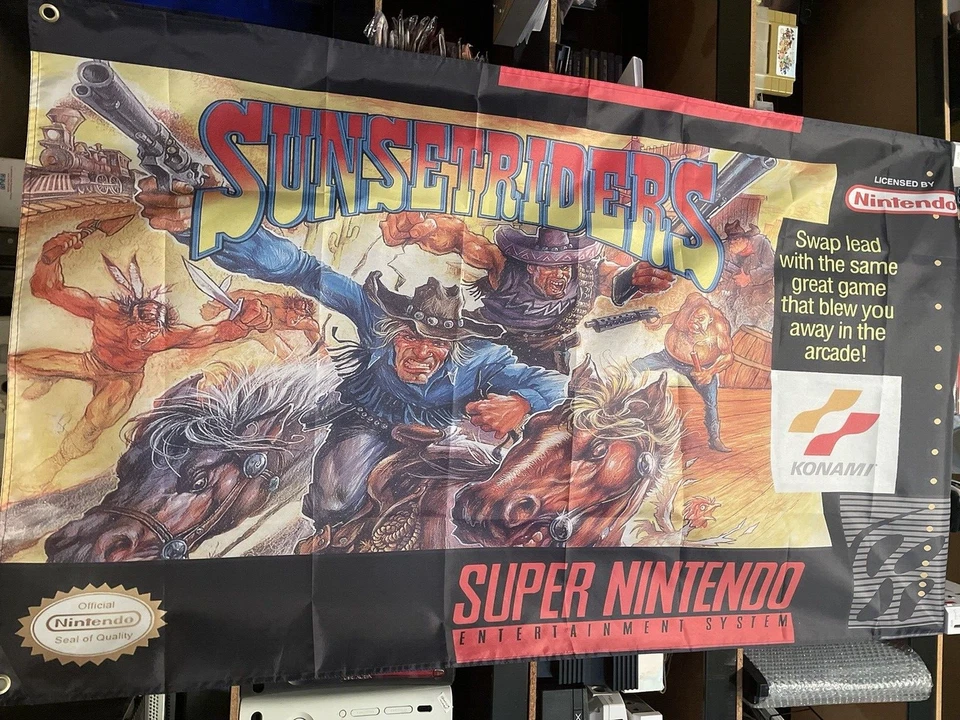 SUNSETRIDERS
LICENSED BY
Nintendo
Swap lead
with the same
great game
that blew you
away in the
arcade!
KONAMI
Official
Nintendo
Seal of Quality
SUPER NINTENDO
ENTERTAINMENT SYSTEM